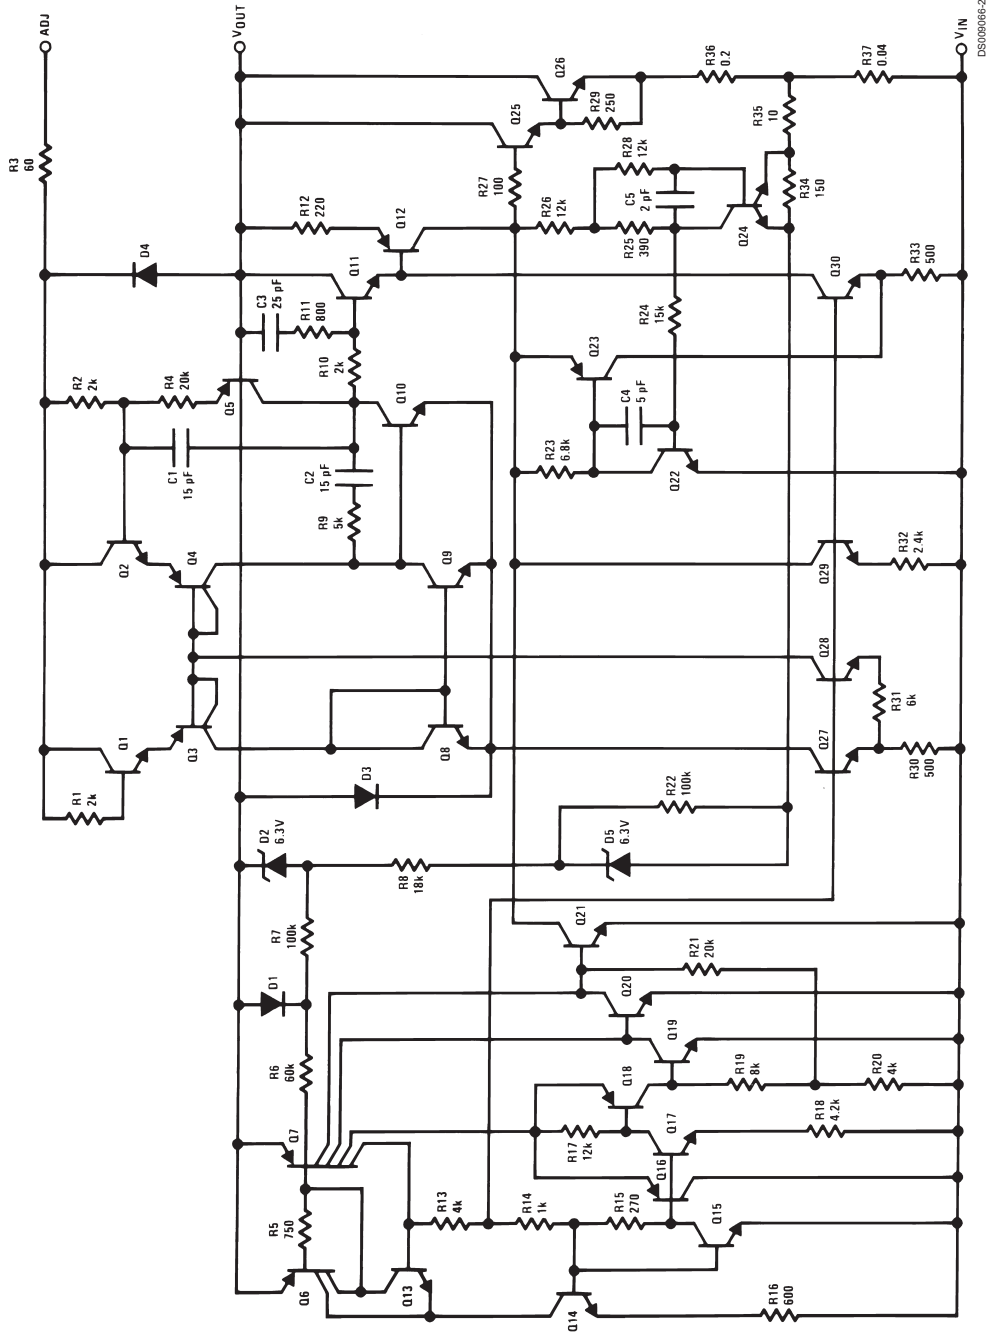 R3
60
ADJ
R1
2k
R2
2k
Q1
Q2
D4
R4
20k
C1
15 pF
Q3
Q4
Q5
VOUT
D2
6.3V
C3
25 pF
R5
750
Q7
R6
60k
D1
R7
100k
R12
220
R11
800
Q6
C2
15 pF
R9
5k
R10
2k
Q11
D3
Q13
R8
18k
Q10
Q12
R13
4k
Q8
Q9
R27
100
Q25
R14
1k
R26
12k
Q26
Q14
R17
12k
Q21
R23
6.8k
Q23
R29
250
R15
270
Q18
Q20
D5
6.3V
C4
5 pF
R25
390
R28
12k
Q16
Q17
Q19
R22
100k
Q22
R24
15k
C5
2 pF
Q15
R21
20k
R19
8k
Q24
R36
0.2
R16
600
R18
4.2k
R35
10
R34
150
Q27
Q28
Q29
Q30
R20
4k
R37
0.04
R31
6k
R32
2.4k
R30
500
R33
500
VIN
DS009066-2